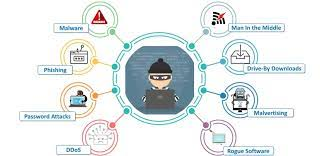 Malware
Man In the Middle
Phishing
Drive-By Downloads
Password Attacks
Malvertising
DDoS
Rogue Software